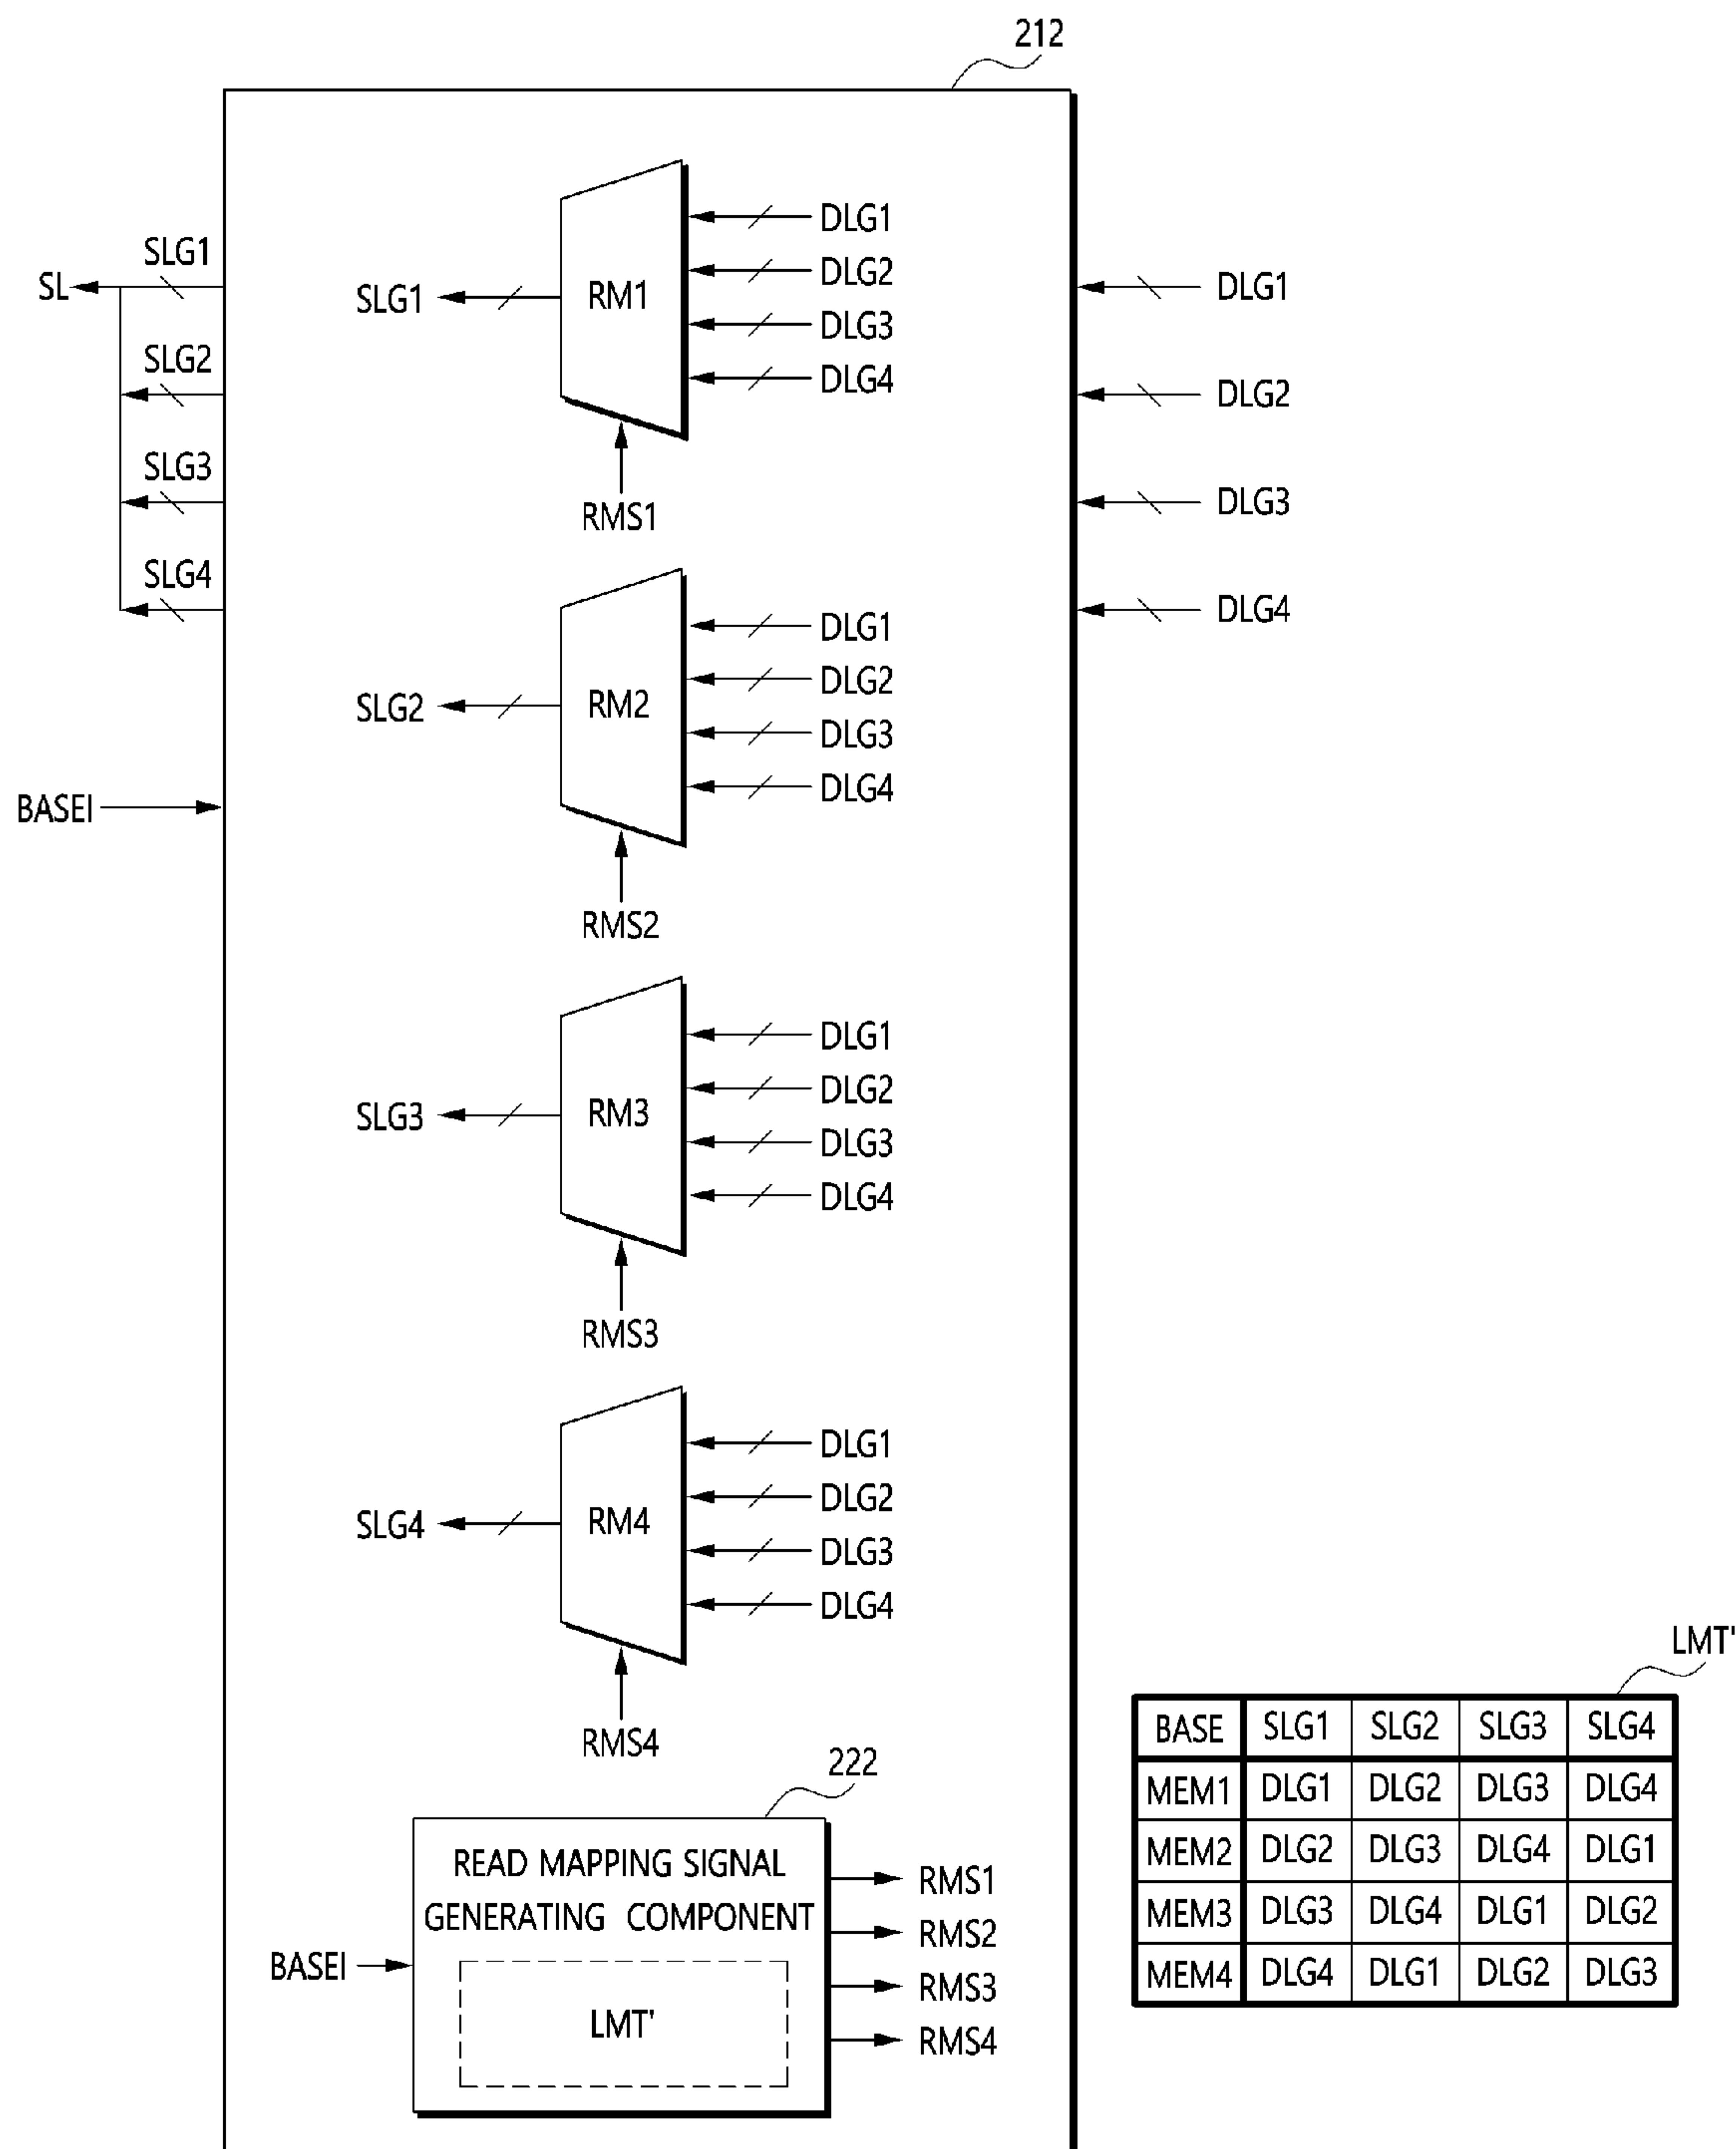 212
SL
SLG1
SLG2
SLG3
SLG4
BASEI
SLG1
RM1
DLG1
DLG2
DLG3
DLG4
RMS1
SLG2
RM2
DLG1
DLG2
DLG3
DLG4
RMS2
SLG3
RM3
DLG1
DLG2
DLG3
DLG4
RMS3
SLG4
RM4
DLG1
DLG2
DLG3
DLG4
RMS4
DLG1
DLG2
DLG3
DLG4
222
READ MAPPING SIGNAL
GENERATING COMPONENT
LMT'
BASEI
RMS1
RMS2
RMS3
RMS4
LMT'
BASE SLG1 SLG2 SLG3 SLG4
MEM1 DLG1 DLG2 DLG3 DLG4
MEM2 DLG2 DLG3 DLG4 DLG1
MEM3 DLG3 DLG4 DLG1 DLG2
MEM4 DLG4 DLG1 DLG2 DLG3